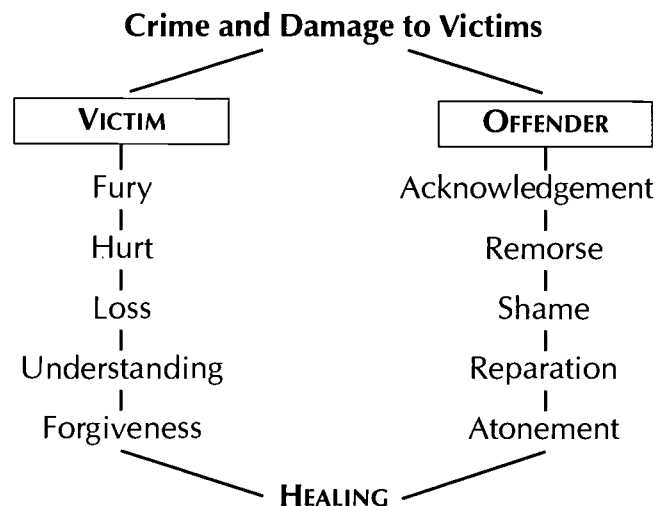 Crime and Damage to Victims
VICTIM
Fury
Hurt
Loss
Understanding
Forgiveness
OFFENDER
Acknowledgement
Remorse
Shame
Reparation
Atonement
HEALING